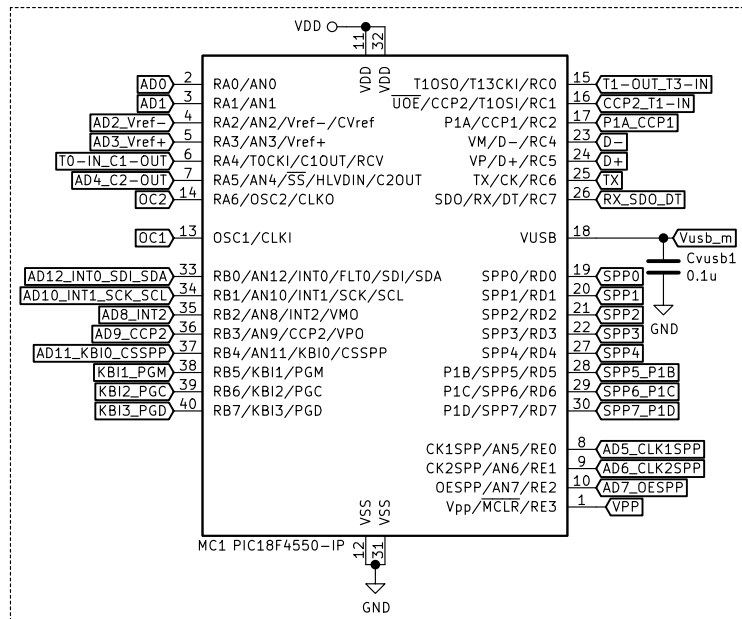 VDD
11 32
VDD VDD
AD0 2 RA0/AN0
AD1 3 RA1/AN1
AD2_Vref- 4 RA2/AN2/Vref-/CVref
AD3_Vref+ 5 RA3/AN3/Vref+
T0-IN_C1-OUT 6 RA4/T0CKI/C1OUT/RCV
AD4_C2-OUT 7 RA5/AN4/SS/HLVDIN/C2OUT
OC2 14 RA6/OSC2/CLKO
OC1 13 OSC1/CLKI
AD12_INT0_SDI_SDA 33 RB0/AN12/INT0/FLT0/SDI/SDA
AD10_INT1_SCK_SCL 34 RB1/AN10/INT1/SCK/SCL
AD8_INT2 35 RB2/AN8/INT2/VMO
AD9_CCP2 36 RB3/AN9/CCP2/VPO
AD11_KBI0_CSSPP 37 RB4/AN11/KBI0/CSSPP
KBI1_PGM 38 RB5/KBI1/PGM
KBI2_PGC 39 RB6/KBI2/PGC
KBI3_PGD 40 RB7/KBI3/PGD
T1OSO/T13CKI/RC0 15 T1-OUT_T3-IN
UOE/CCP2/T1OSI/RC1 16 CCP2_T1-IN
P1A/CCP1/RC2 17 P1A_CCP1
VM/D-/RC4 23 D-
VP/D+/RC5 24 D+
TX/CK/RC6 25 TX
SDO/RX/DT/RC7 26 RX_SDO_DT
VUSB 18 Vusb_m
Cvusb1
0.1u
GND
SPP0/RD0 19 SPP0
SPP1/RD1 20 SPP1
SPP2/RD2 21 SPP2
SPP3/RD3 22 SPP3
SPP4/RD4 27 SPP4
P1B/SPP5/RD5 28 SPP5_P1B
P1C/SPP6/RD6 29 SPP6_P1C
P1D/SPP7/RD7 30 SPP7_P1D
CK1SPP/AN5/RE0 8 AD5_CLK1SPP
CK2SPP/AN6/RE1 9 AD6_CLK2SPP
OESPP/AN7/RE2 10 AD7_OESPP
Vpp/MCLR/RE3 1 VPP
VSS VSS
MC1 PIC18F4550-IP
12 31
GND